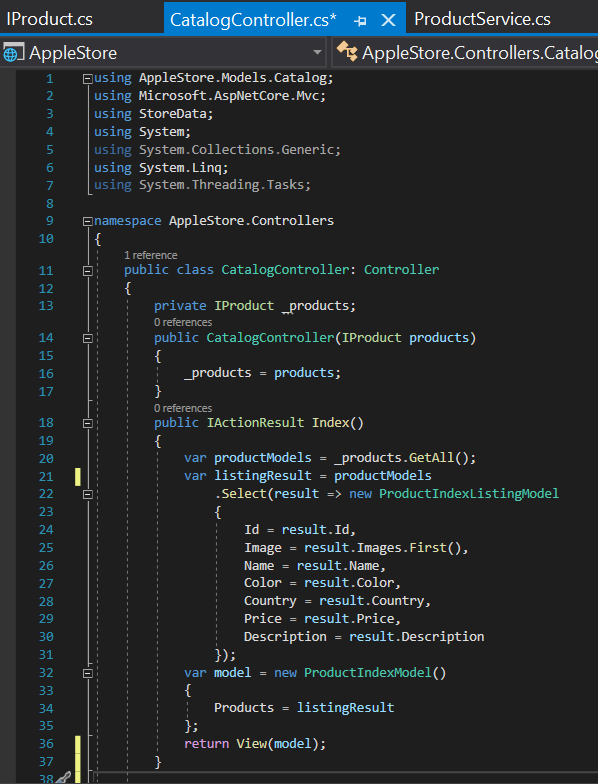 IProduct.cs CatalogController.cs* ProductService.cs
AppleStore AppleStore.Controllers.Catalog
1 using AppleStore.Models.Catalog;
2 using Microsoft.AspNetCore.Mvc;
3 using StoreData;
4 using System;
5 using System.Collections.Generic;
6 using System.Linq;
7 using System.Threading.Tasks;
8
9 namespace AppleStore.Controllers
10 {
1 reference
11 public class CatalogController: Controller
12 {
13 private IProduct _products;
0 references
14 public CatalogController(IProduct products)
15 {
16 _products = products;
17 }
0 references
18 public IActionResult Index()
19 {
20 var productModels = _products.GetAll();
21 var listingResult = productModels
22 .Select(result => new ProductIndexListingModel
23 {
24 Id = result.Id,
25 Image = result.Images.First(),
26 Name = result.Name,
27 Color = result.Color,
28 Country = result.Country,
29 Price = result.Price,
30 Description = result.Description
31 });
32 var model = new ProductIndexModel()
33 {
34 Products = listingResult
35 };
36 return View(model);
37 }
38